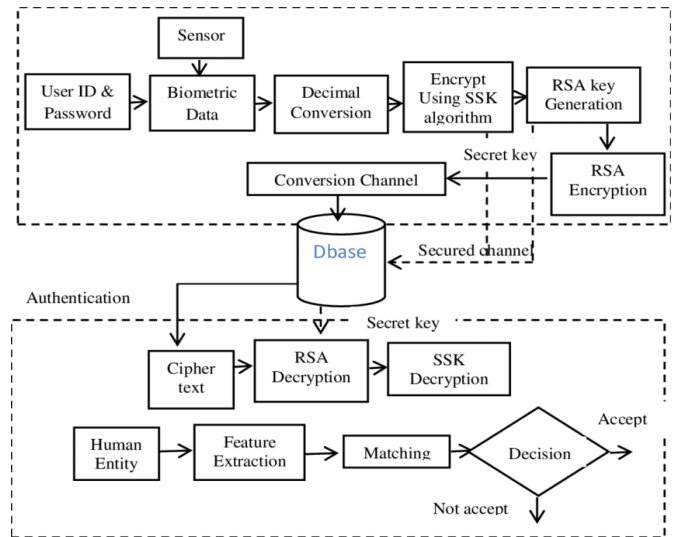 Sensor
User ID &
Password
Biometric
Data
Decimal
Conversion
Encrypt
Using SSK
algorithm
RSA key
Generation
Secret key
RSA
Encryption
Conversion Channel
Dbase
Secured channel
Authentication
Secret key
Cipher
text
RSA
Decryption
SSK
Decryption
Human
Entity
Feature
Extraction
Matching
Decision
Accept
Not accept